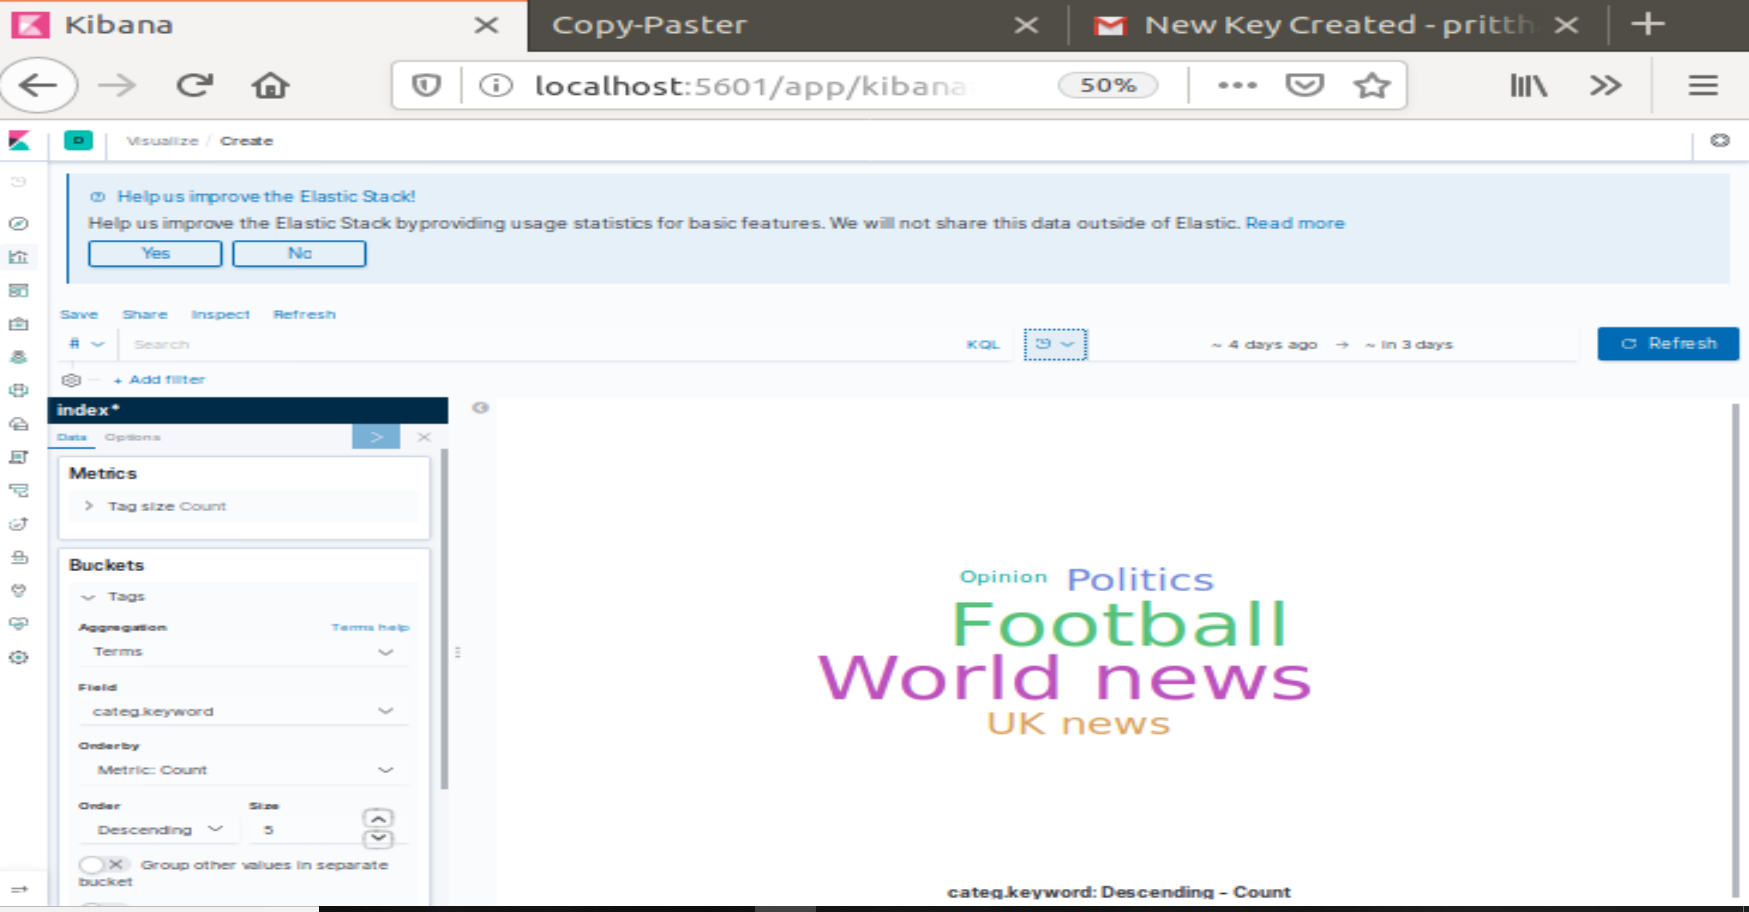 Kibana
Copy-Paster
New Key Created - pritth
localhost:5601/app/kibana
50%
D
Visualize / Create
Help us improve the Elastic Stack!
Help us improve the Elastic Stack by providing usage statistics for basic features. We will not share this data outside of Elastic. Read more
Yes
No
Save Share Inspect Refresh
Search
KQL
~ 4 days ago → ~ in 3 days
Refresh
+ Add filter
index*
Data Options
Metrics
Tag size Count
Buckets
Tags
Aggregation Terms help
Terms
Field
categ.keyword
Order by
Metric: Count
Order Size
Descending 5
Group other values in separate
bucket
Opinion Politics
Football
World news
UK news
categ.keyword: Descending - Count